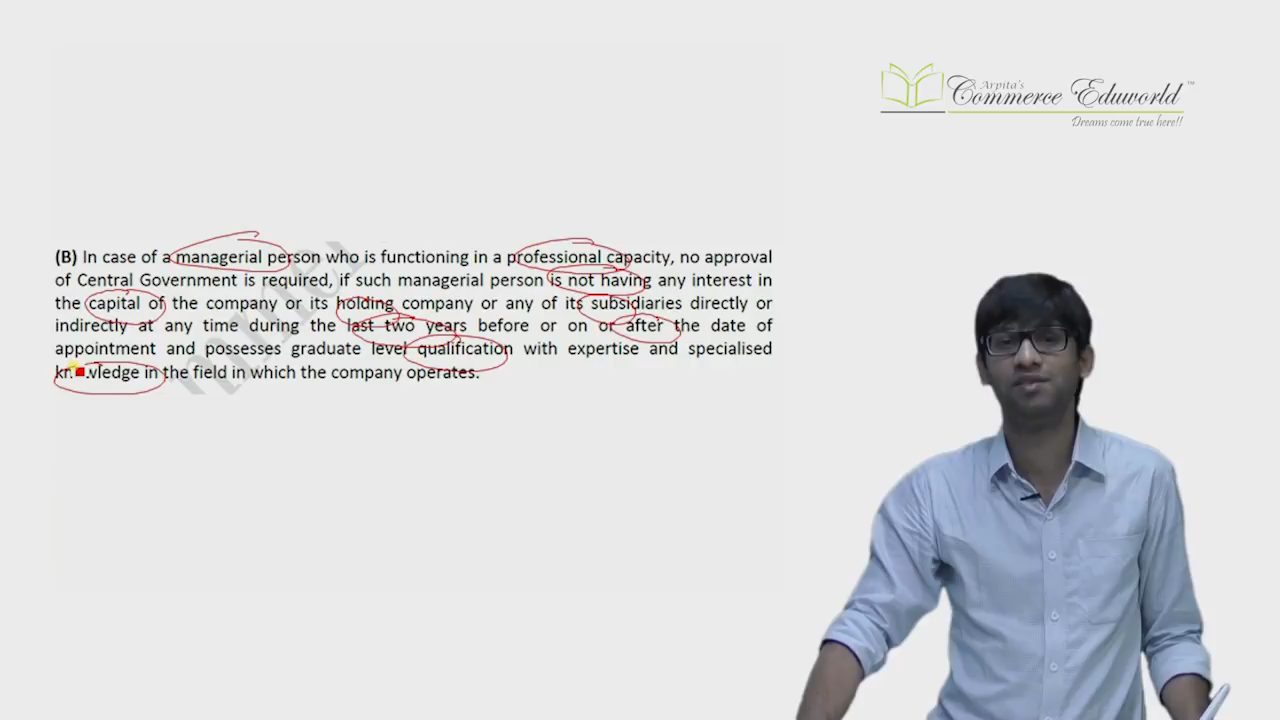 Arpita's
Commerce Eduworld™
Dreams come true here!!
(B) In case of a managerial person who is functioning in a professional capacity, no approval
of Central Government is required, if such managerial person is not having any interest in
the capital of the company or its holding company or any of its subsidiaries directly or
indirectly at any time during the last two years before or on or after the date of
appointment and possesses graduate level qualification with expertise and specialised
knowledge in the field in which the company operates.